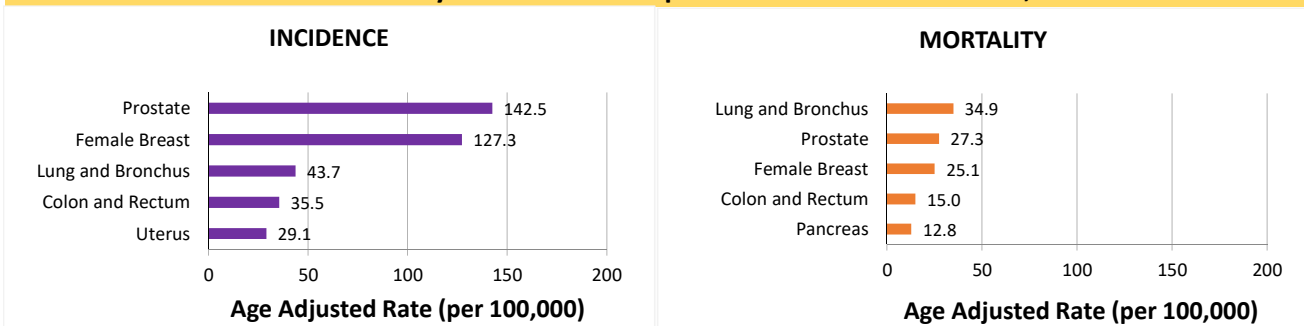 INCIDENCE
Prostate 142.5
Female Breast 127.3
Lung and Bronchus 43.7
Colon and Rectum 35.5
Uterus 29.1
0 50 100 150 200
Age Adjusted Rate (per 100,000)
MORTALITY
Lung and Bronchus 34.9
Prostate 27.3
Female Breast 25.1
Colon and Rectum 15.0
Pancreas 12.8
0 50 100 150 200
Age Adjusted Rate (per 100,000)